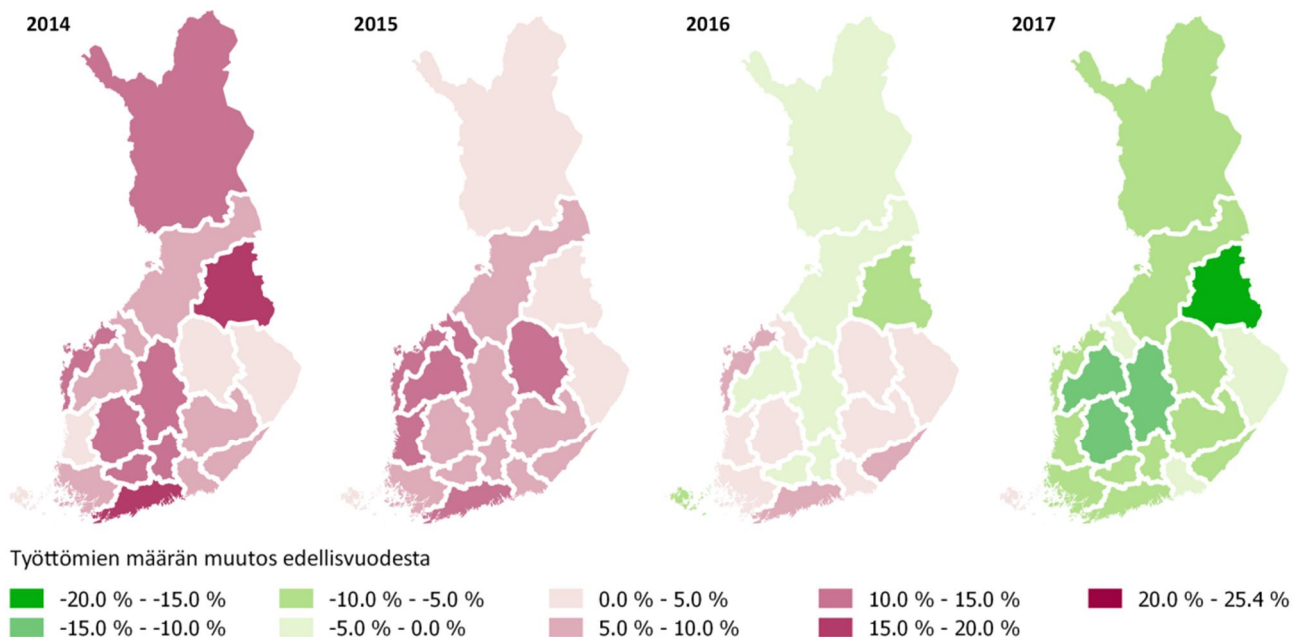 2014 2015 2016 2017
Työttömien määrän muutos edellisvuodesta
-20.0 % - -15.0 % -10.0 % - -5.0 % 0.0 % - 5.0 % 10.0 % - 15.0 % 20.0 % - 25.4 %
-15.0 % - -10.0 % -5.0 % - 0.0 % 5.0 % - 10.0 % 15.0 % - 20.0 %